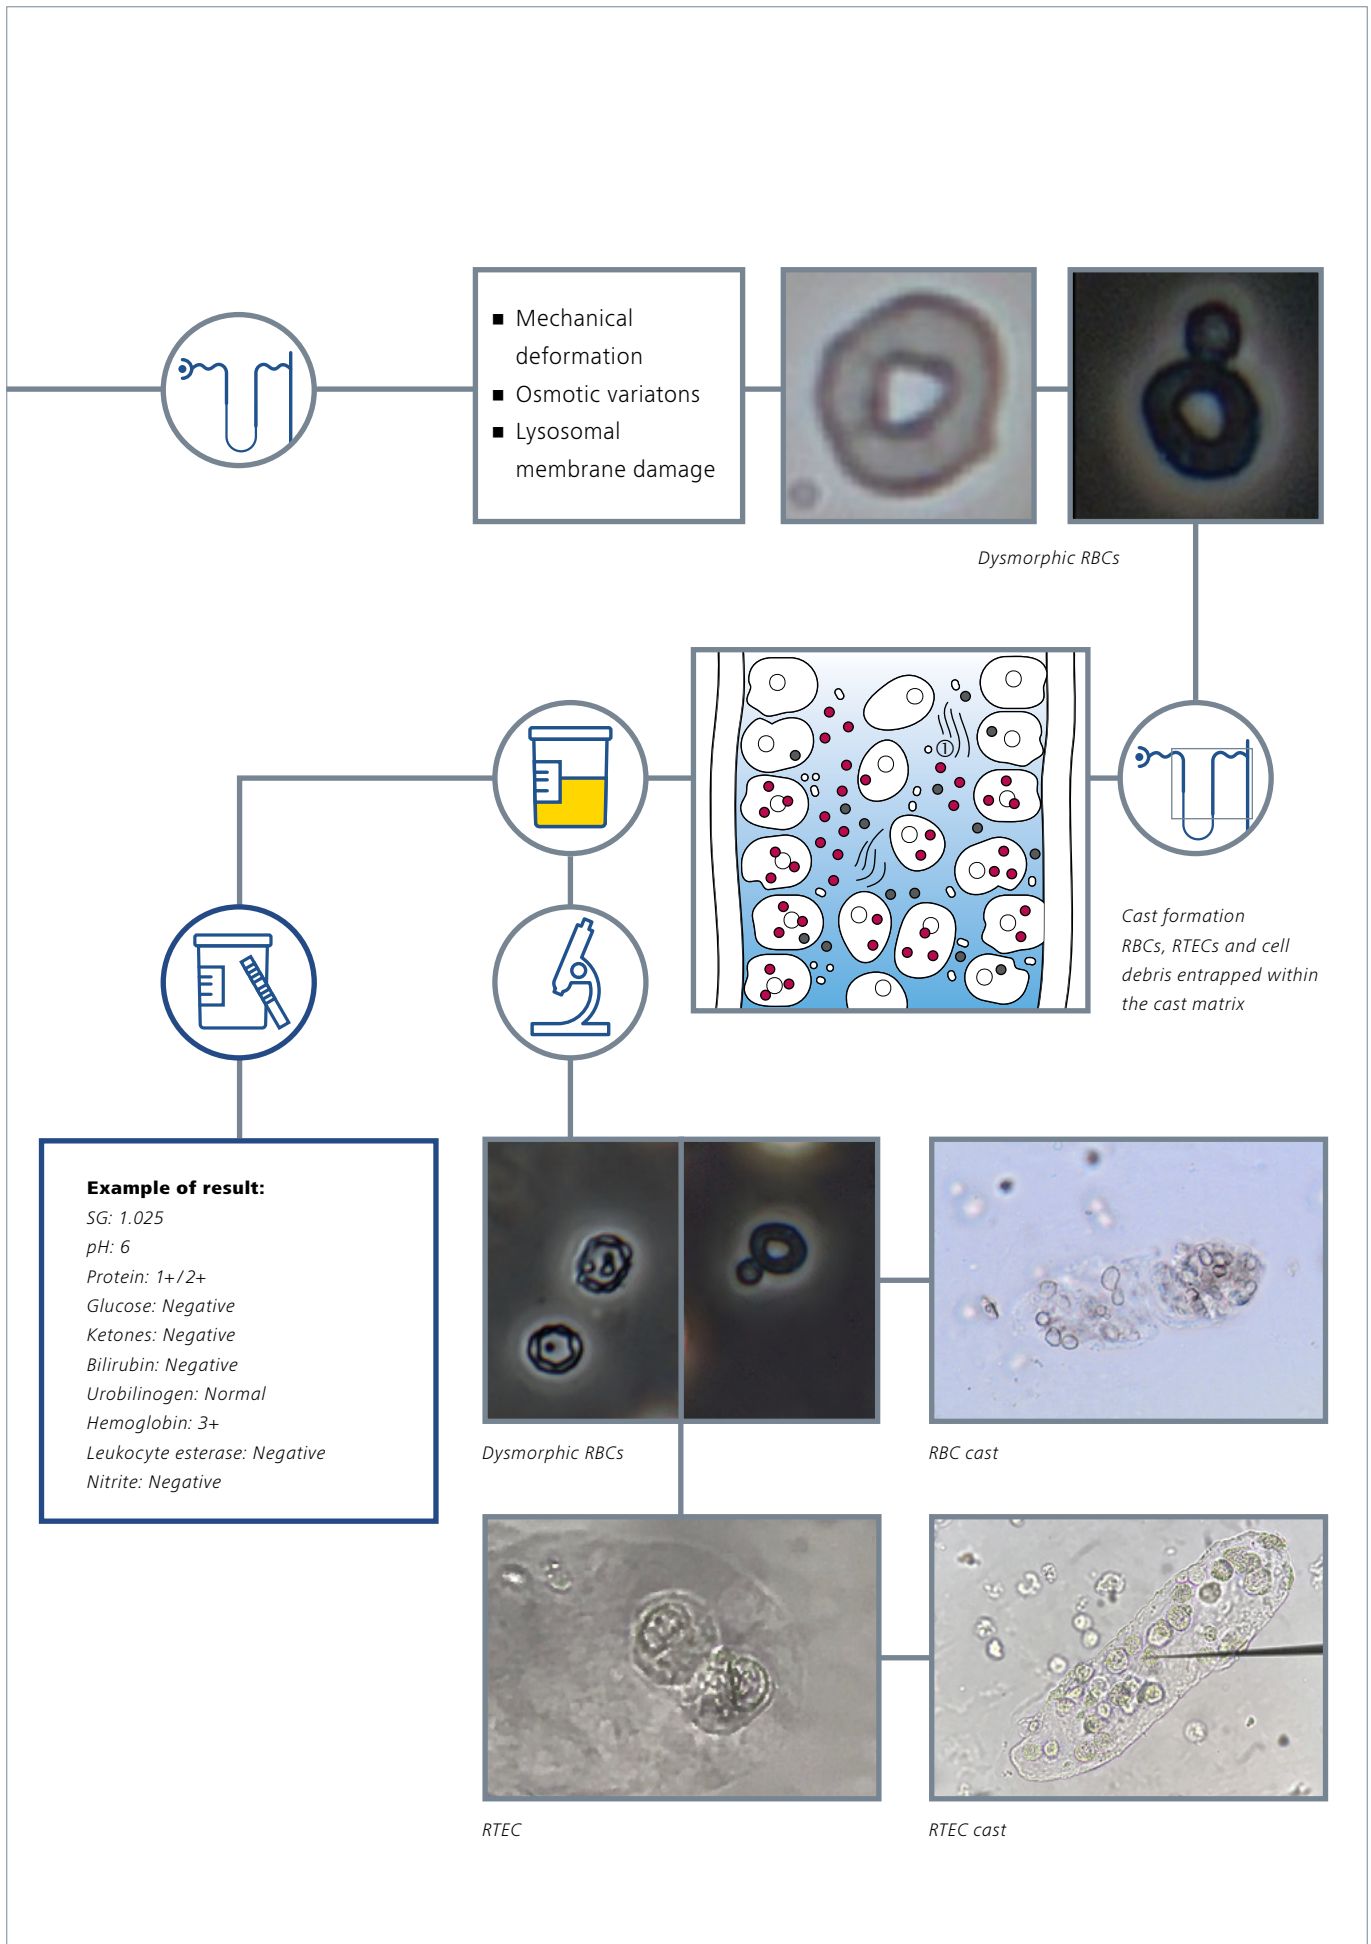 ■ Mechanical
deformation
■ Osmotic variatons
■ Lysosomal
membrane damage
Dysmorphic RBCs
①
Cast formation
RBCs, RTECs and cell
debris entrapped within
the cast matrix
Example of result:
SG: 1.025
pH: 6
Protein: 1+/2+
Glucose: Negative
Ketones: Negative
Bilirubin: Negative
Urobilinogen: Normal
Hemoglobin: 3+
Leukocyte esterase: Negative
Nitrite: Negative
Dysmorphic RBCs
RBC cast
RTEC
RTEC cast